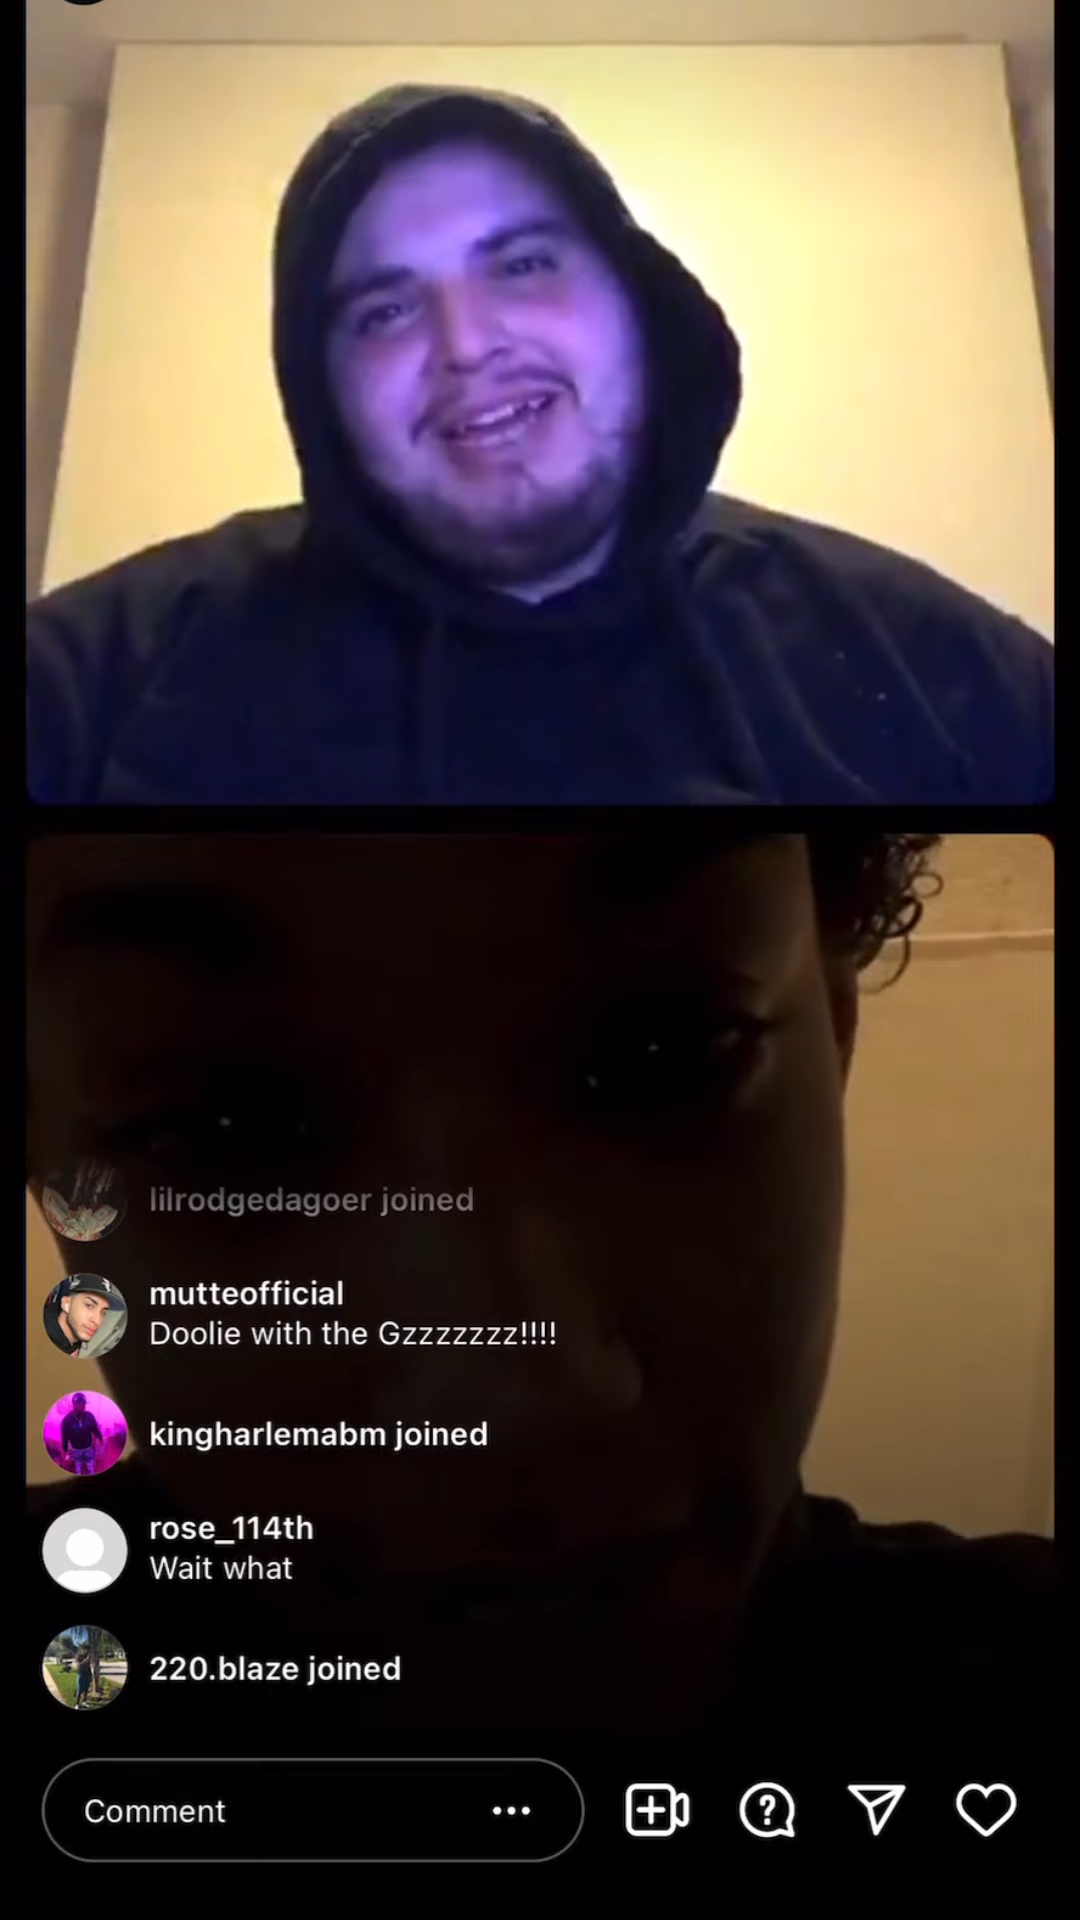 lilrodgedagoer joined
mutteofficial
Doolie with the Gzzzzzzz!!!!
kingharlemabm joined
rose_114th
Wait what
220.blaze joined
Comment